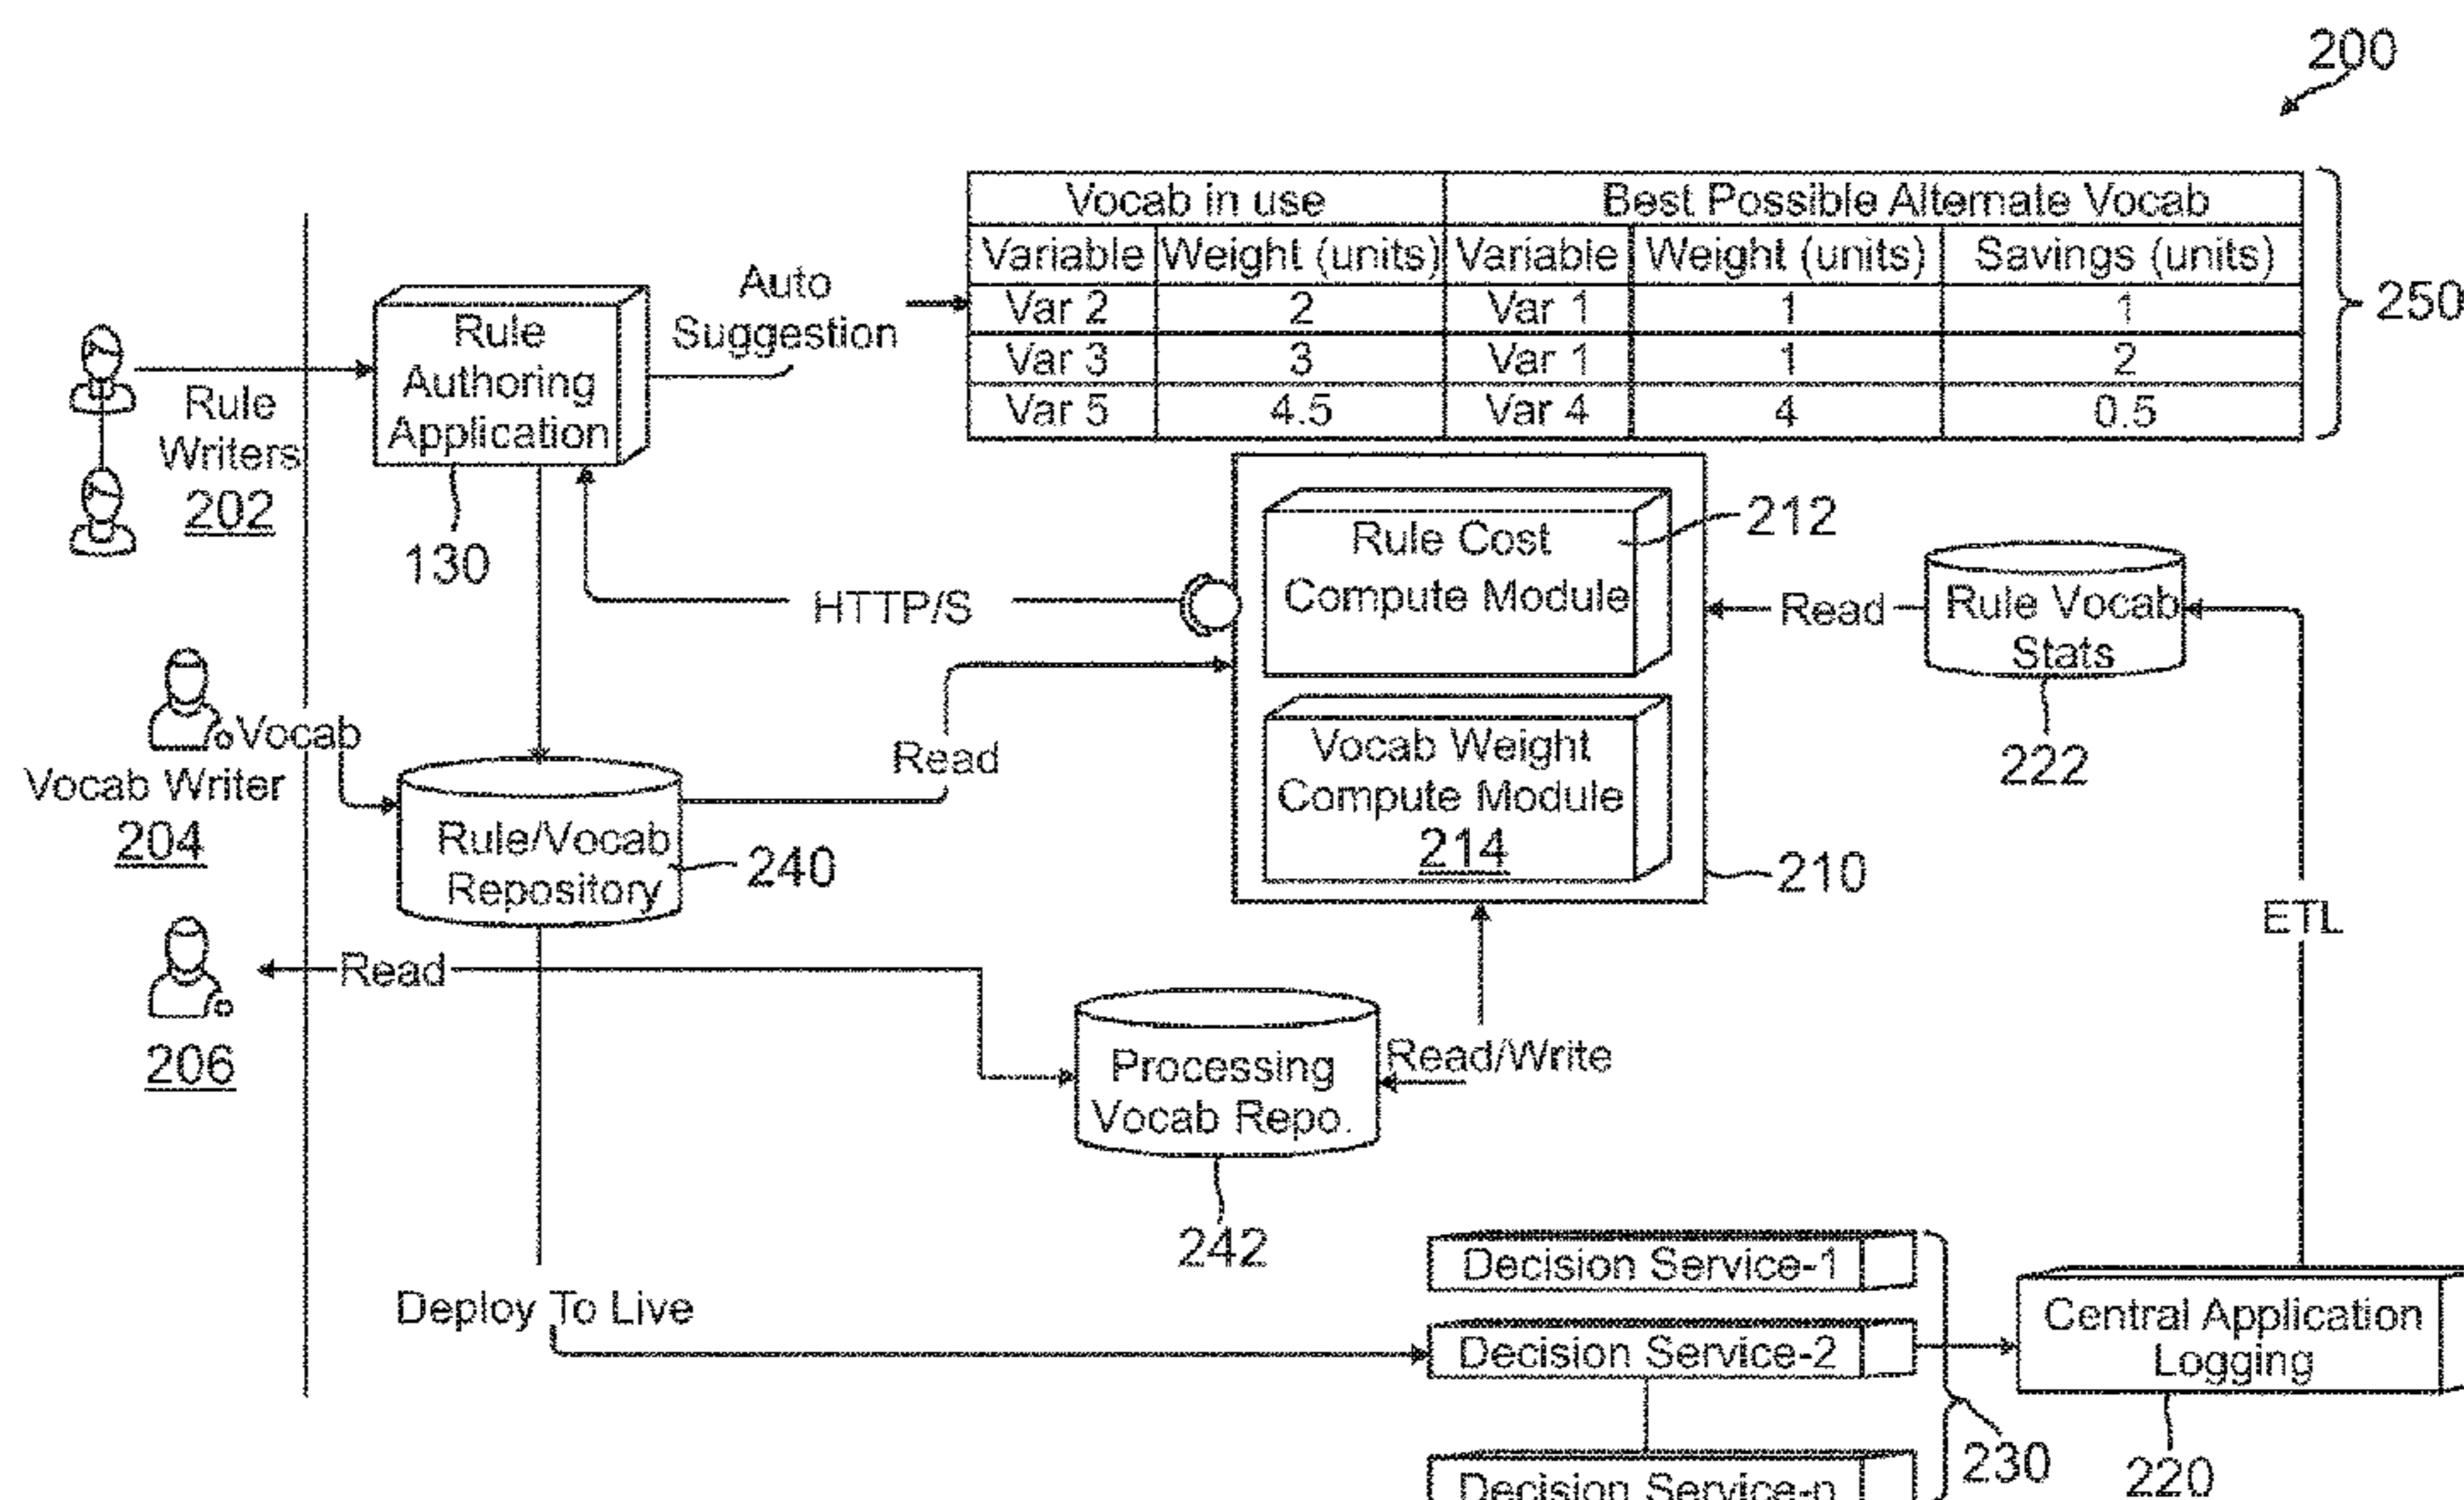 200
Vocab in use Best Possible Alternate Vocab
Variable Weight (units) Variable Weight (units) Savings (units)
Var 2 2 Var 1 1 1
Var 3 3 Var 1 1 2
Var 5 4.5 Var 4 4 0.5
250
Auto
Suggestion
Rule
Authoring
Application
130
Rule
Writers
202
Rule Cost
Compute Module
212
HTTP/S
Read
Rule Vocab
Stats
222
Vocab
Vocab Writer
204
Read
Vocab Weight
Compute Module
214
210
Rule/Vocab
Repository
240
ETL
Read
206
Processing
Vocab Repo.
Read/Write
242
Deploy To Live
Decision Service-1
Decision Service-2
Decision Service-n
230
Central Application
Logging
220